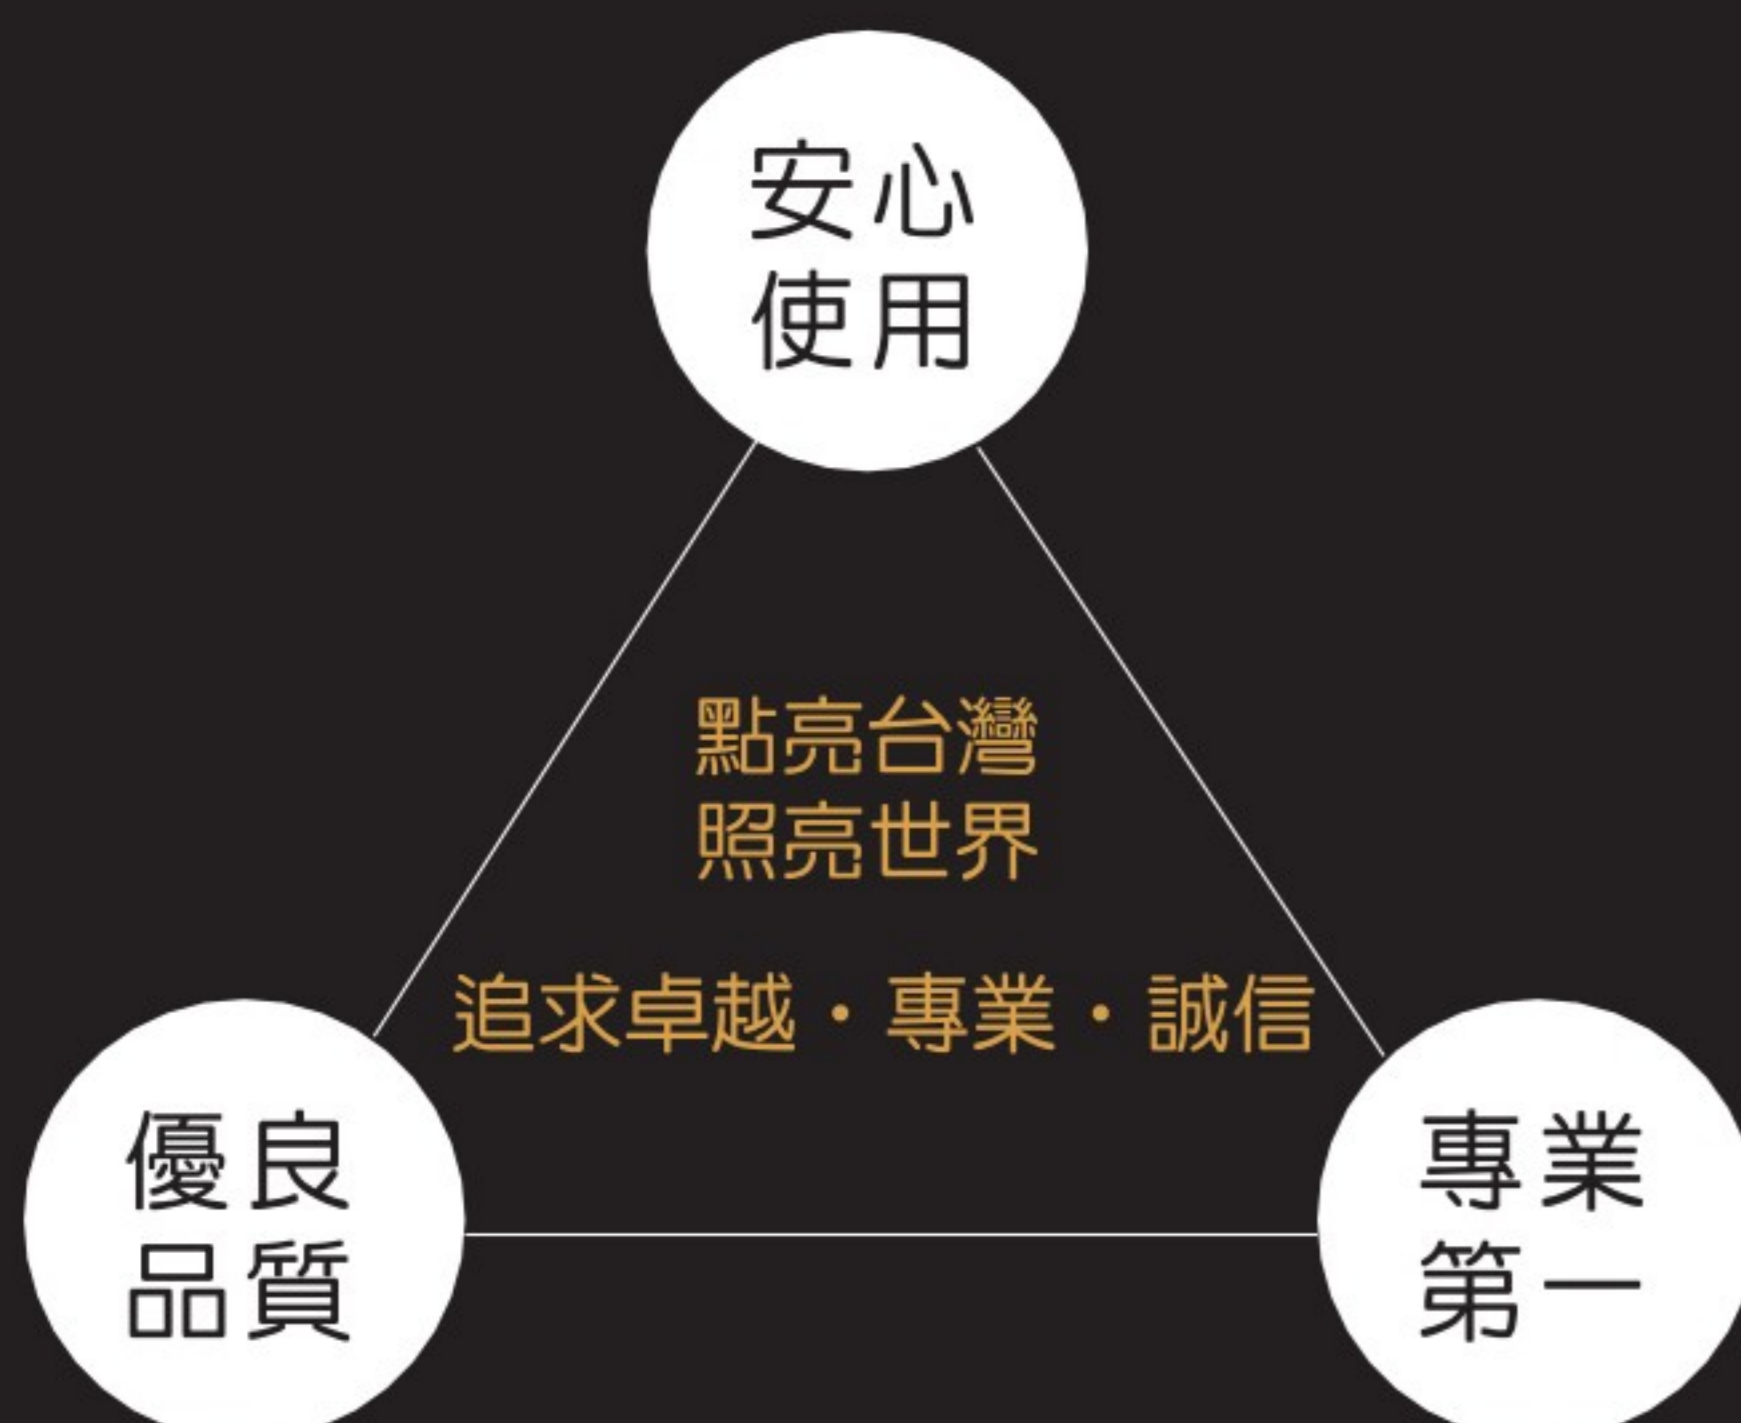 安心
使用
點亮台灣
照亮世界
追求卓越・專業・誠信
優良
品質
專業
第一